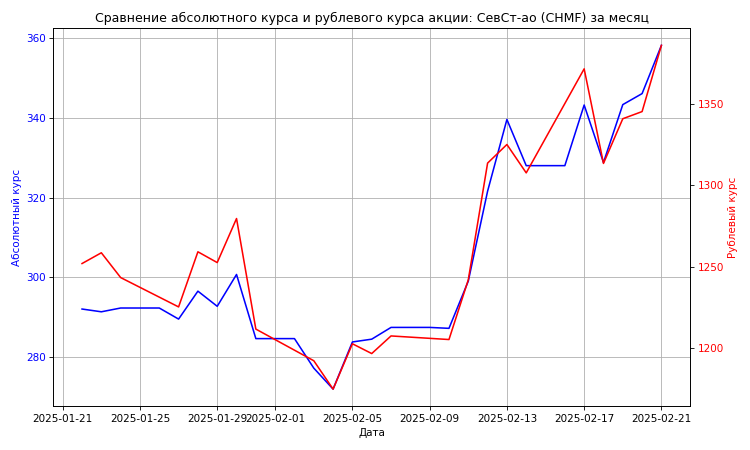 Сравнение абсолютного курса и рублевого курса акции: СевСт-ао (CHMF) за месяц
360
340
320
300
280
Абсолютный курс
1350
1300
1250
1200
Рублевый курс
2025-01-21 2025-01-25 2025-01-29 2025-02-01 2025-02-05 2025-02-09 2025-02-13 2025-02-17 2025-02-21
Дата